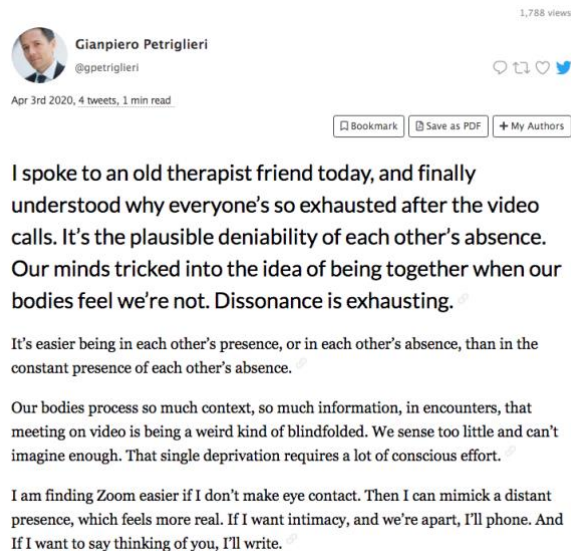 1,788 views
Gianpiero Petriglieri
@gpetriglieri
Apr 3rd 2020, 4 tweets, 1 min read
Bookmark
Save as PDF
+ My Authors
I spoke to an old therapist friend today, and finally
understood why everyone's so exhausted after the video
calls. It's the plausible deniability of each other's absence.
Our minds tricked into the idea of being together when our
bodies feel we're not. Dissonance is exhausting.
It's easier being in each other's presence, or in each other's absence, than in the
constant presence of each other's absence.
Our bodies process so much context, so much information, in encounters, that
meeting on video is being a weird kind of blindfolded. We sense too little and can't
imagine enough. That single deprivation requires a lot of conscious effort.
I am finding Zoom easier if I don't make eye contact. Then I can mimick a distant
presence, which feels more real. If I want intimacy, and we're apart, I'll phone. And
If I want to say thinking of you, I'll write.